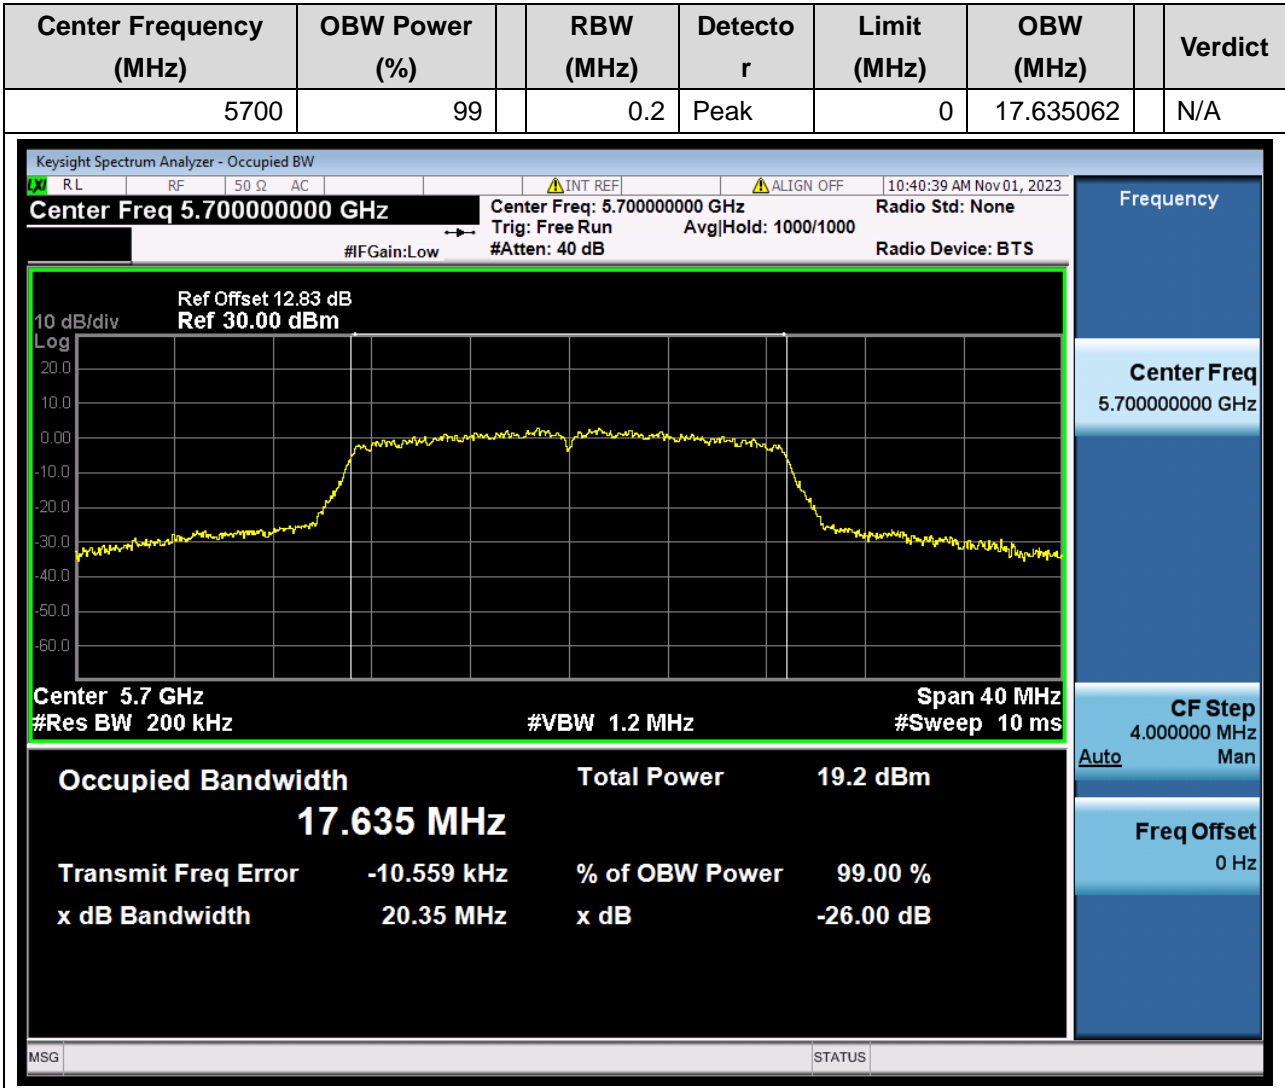 Center Frequency (MHz) OBW Power (%) RBW (MHz) Detector Limit (MHz) OBW (MHz) Verdict
5700 99 0.2 Peak 0 17.635062 N/A
Keysight Spectrum Analyzer - Occupied BW
LXI RL RF 50 Ω AC INT REF ALIGN OFF 10:40:39 AM Nov 01, 2023
Center Freq 5.700000000 GHz
Center Freq: 5.700000000 GHz Radio Std: None
Trig: Free Run Avg|Hold: 1000/1000
#IFGain:Low #Atten: 40 dB Radio Device: BTS
Ref Offset 12.83 dB
10 dB/div Ref 30.00 dBm
Log
20.0
10.0
0.00
-10.0
-20.0
-30.0
-40.0
-50.0
-60.0
Center 5.7 GHz Span 40 MHz
#Res BW 200 kHz #VBW 1.2 MHz #Sweep 10 ms
Occupied Bandwidth Total Power 19.2 dBm
17.635 MHz
Transmit Freq Error -10.559 kHz % of OBW Power 99.00 %
x dB Bandwidth 20.35 MHz x dB -26.00 dB
MSG STATUS
Frequency
Center Freq
5.700000000 GHz
CF Step
4.000000 MHz
Auto Man
Freq Offset
0 Hz